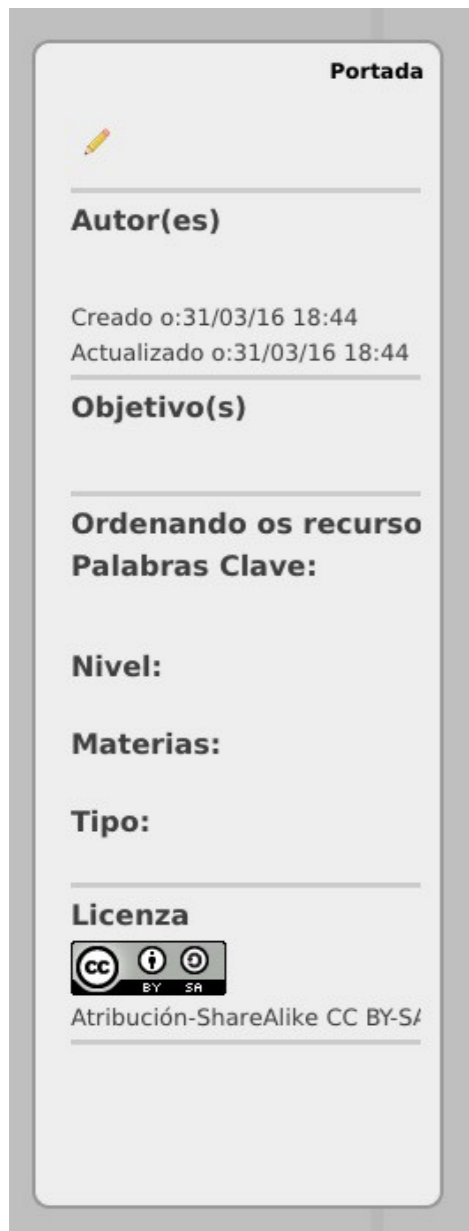 Portada
Autor(es)
Creado o:31/03/16 18:44
Actualizado o:31/03/16 18:44
Objetivo(s)
Ordenando os recurso
Palabras Clave:
Nivel:
Materias:
Tipo:
Licenza
cc BY SA
Atribución-ShareAlike CC BY-SA